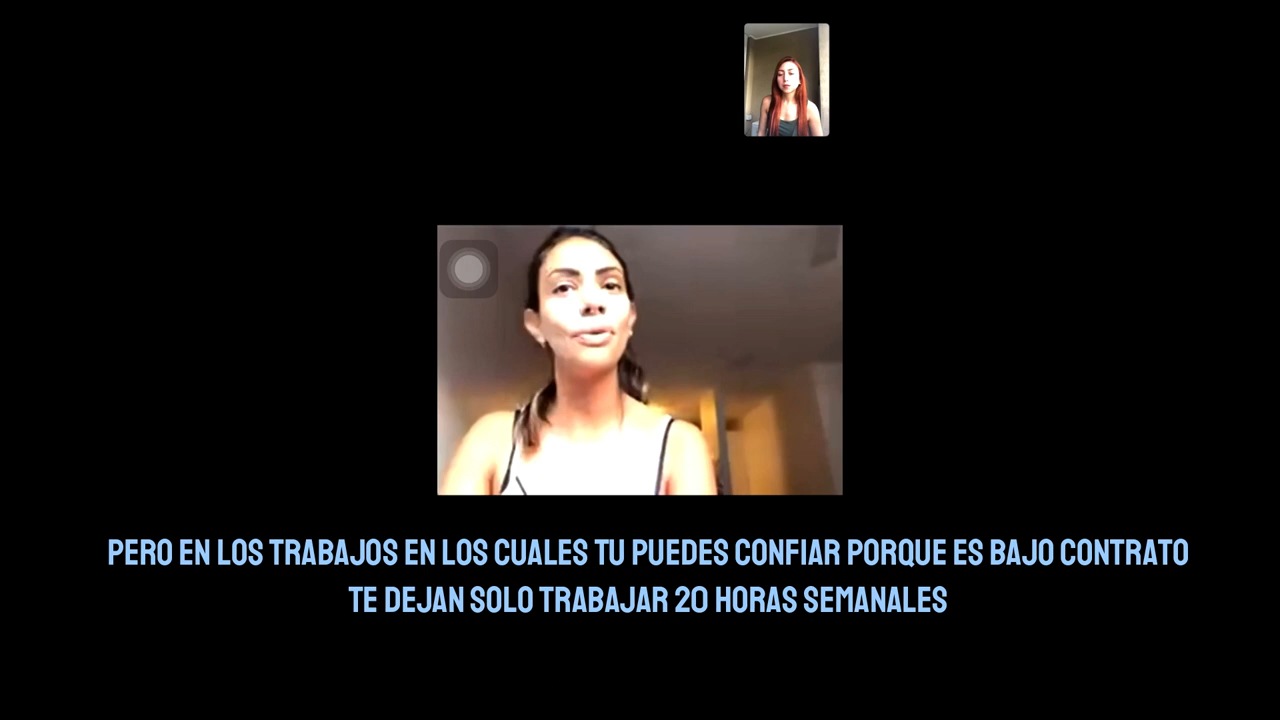 PERO EN LOS TRABAJOS EN LOS CUALES TU PUEDES CONFIAR PORQUE ES BAJO CONTRATO
TE DEJAN SOLO TRABAJAR 20 HORAS SEMANALES